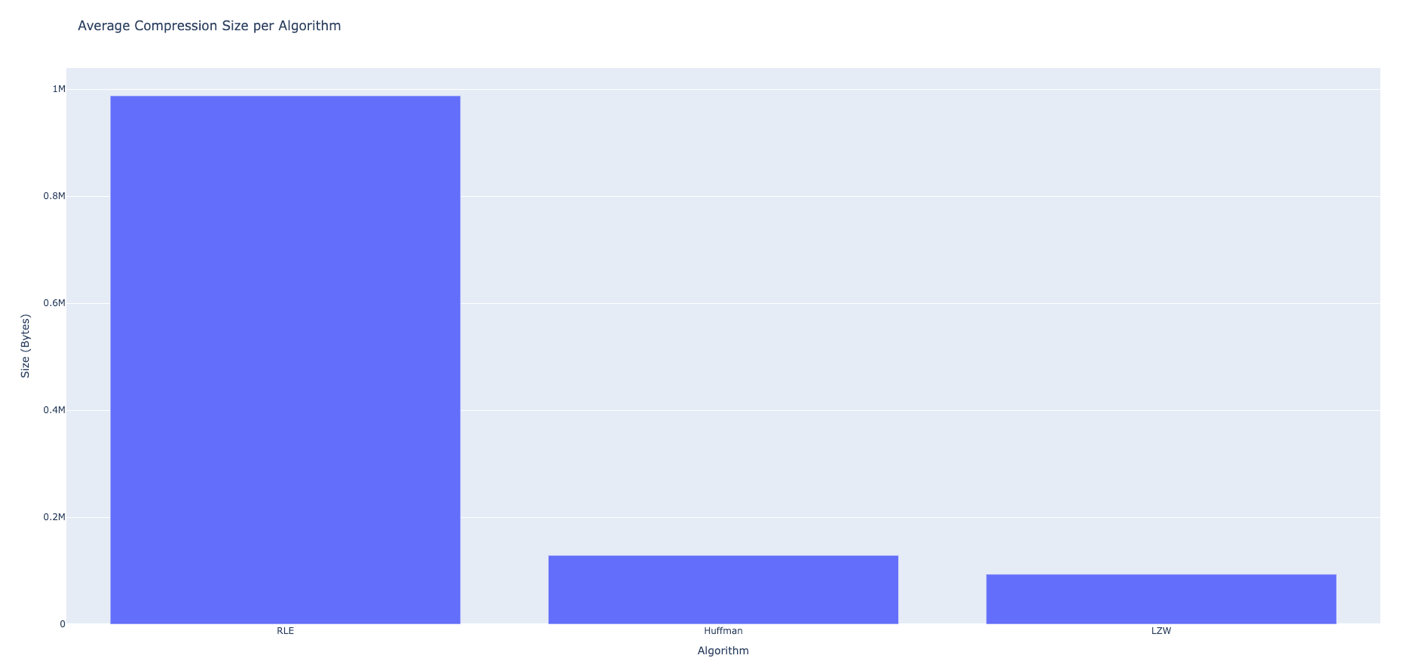 Average Compression Size per Algorithm
1M
0.8M
0.6M
0.4M
0.2M
0
Size (Bytes)
RLE
Huffman
LZW
Algorithm